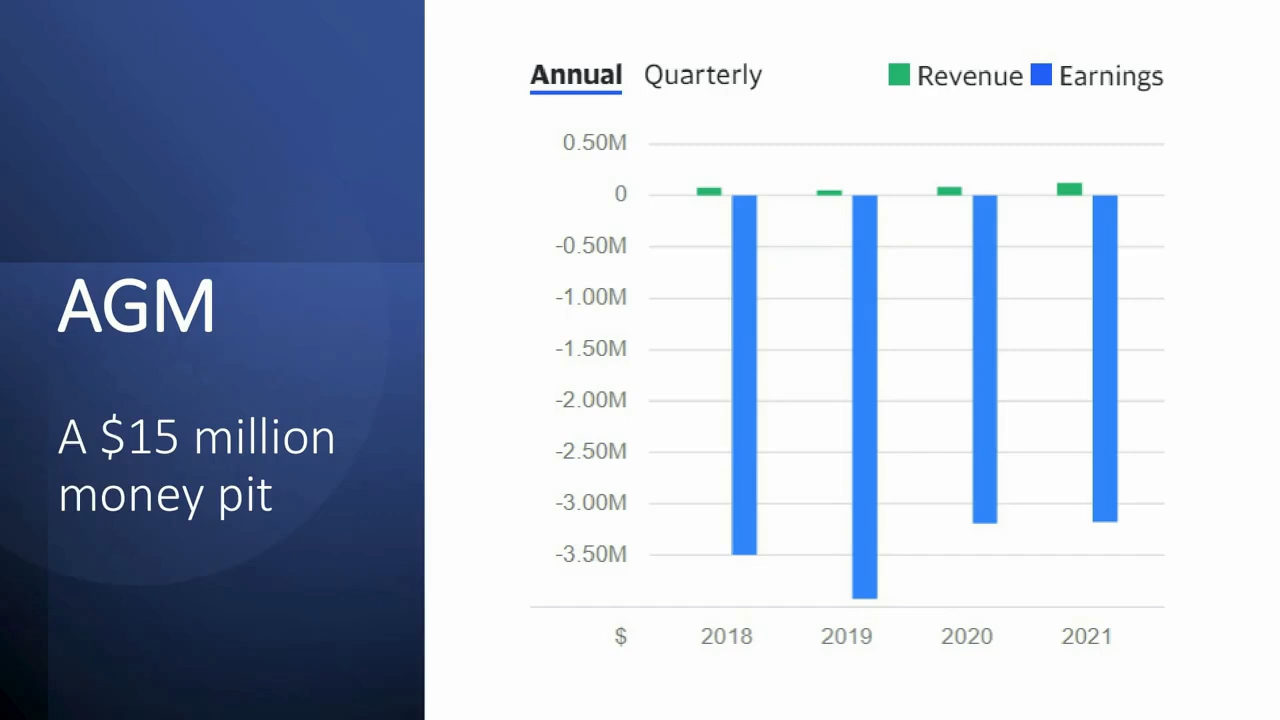 AGM
A $15 million
money pit
Annual Quarterly Revenue Earnings
0.50M
0
-0.50M
-1.00M
-1.50M
-2.00M
-2.50M
-3.00M
-3.50M
$ 2018 2019 2020 2021